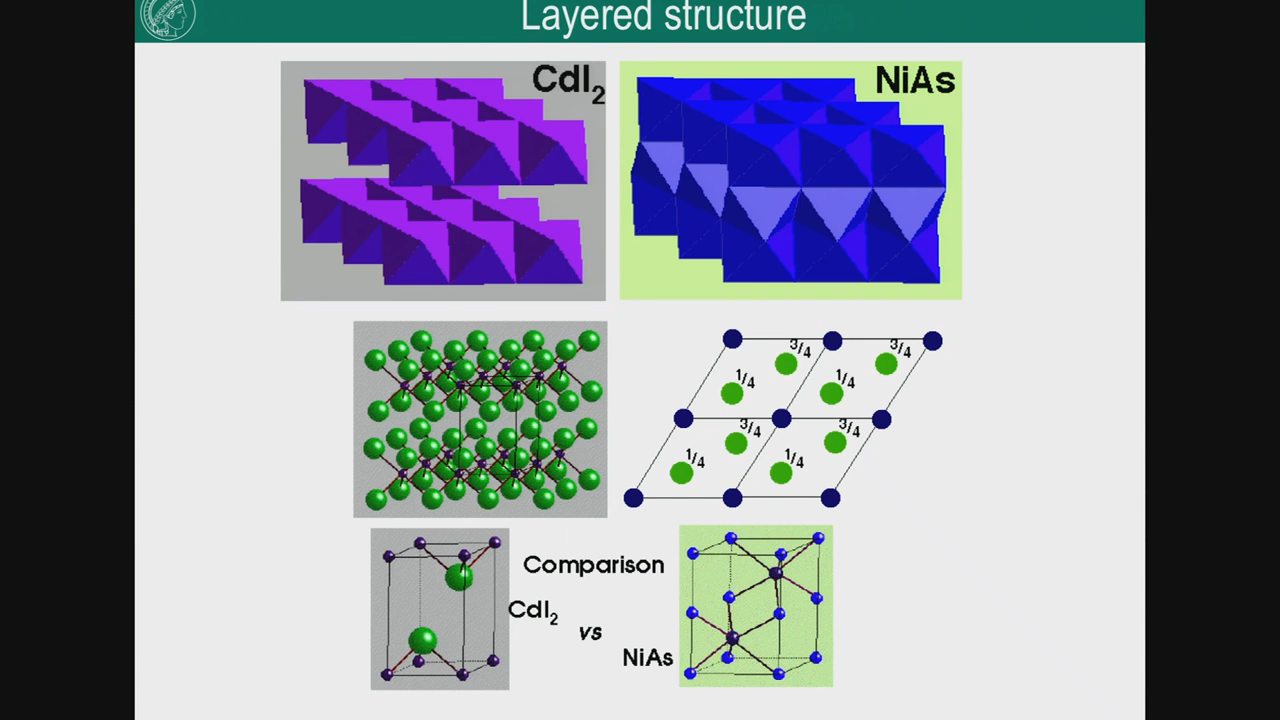 Layered structure
CdI2
NiAs
3/4
3/4
1/4
1/4
3/4
3/4
1/4
1/4
Comparison
CdI2
vs
NiAs